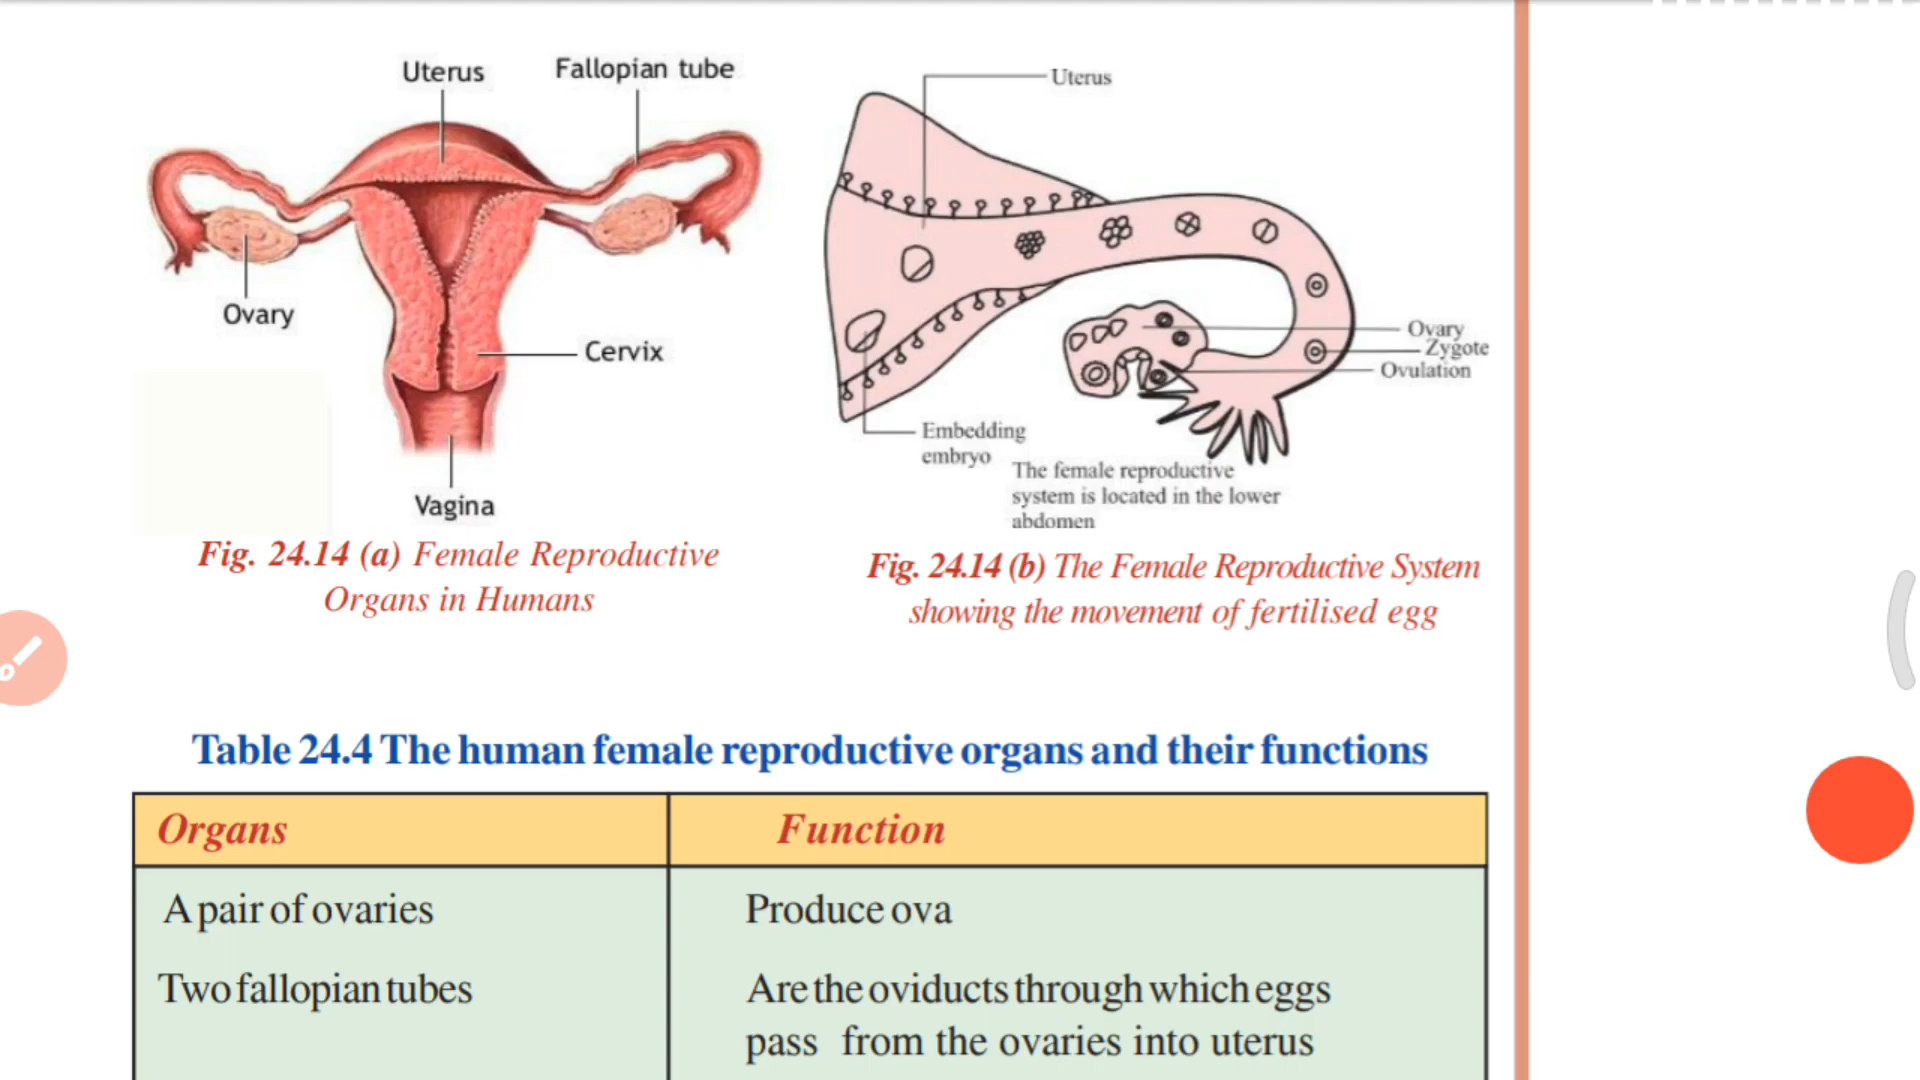 Uterus
Fallopian tube
Ovary
Cervix
Vagina
Fig. 24.14 (a) Female Reproductive
Organs in Humans
Uterus
Ovary
Zygote
Ovulation
Embedding
embryo
The female reproductive
system is located in the lower
abdomen
Fig. 24.14 (b) The Female Reproductive System
showing the movement of fertilised egg
Table 24.4 The human female reproductive organs and their functions
Organs
Function
A pair of ovaries
Produce ova
Two fallopian tubes
Are the oviducts through which eggs
pass from the ovaries into uterus